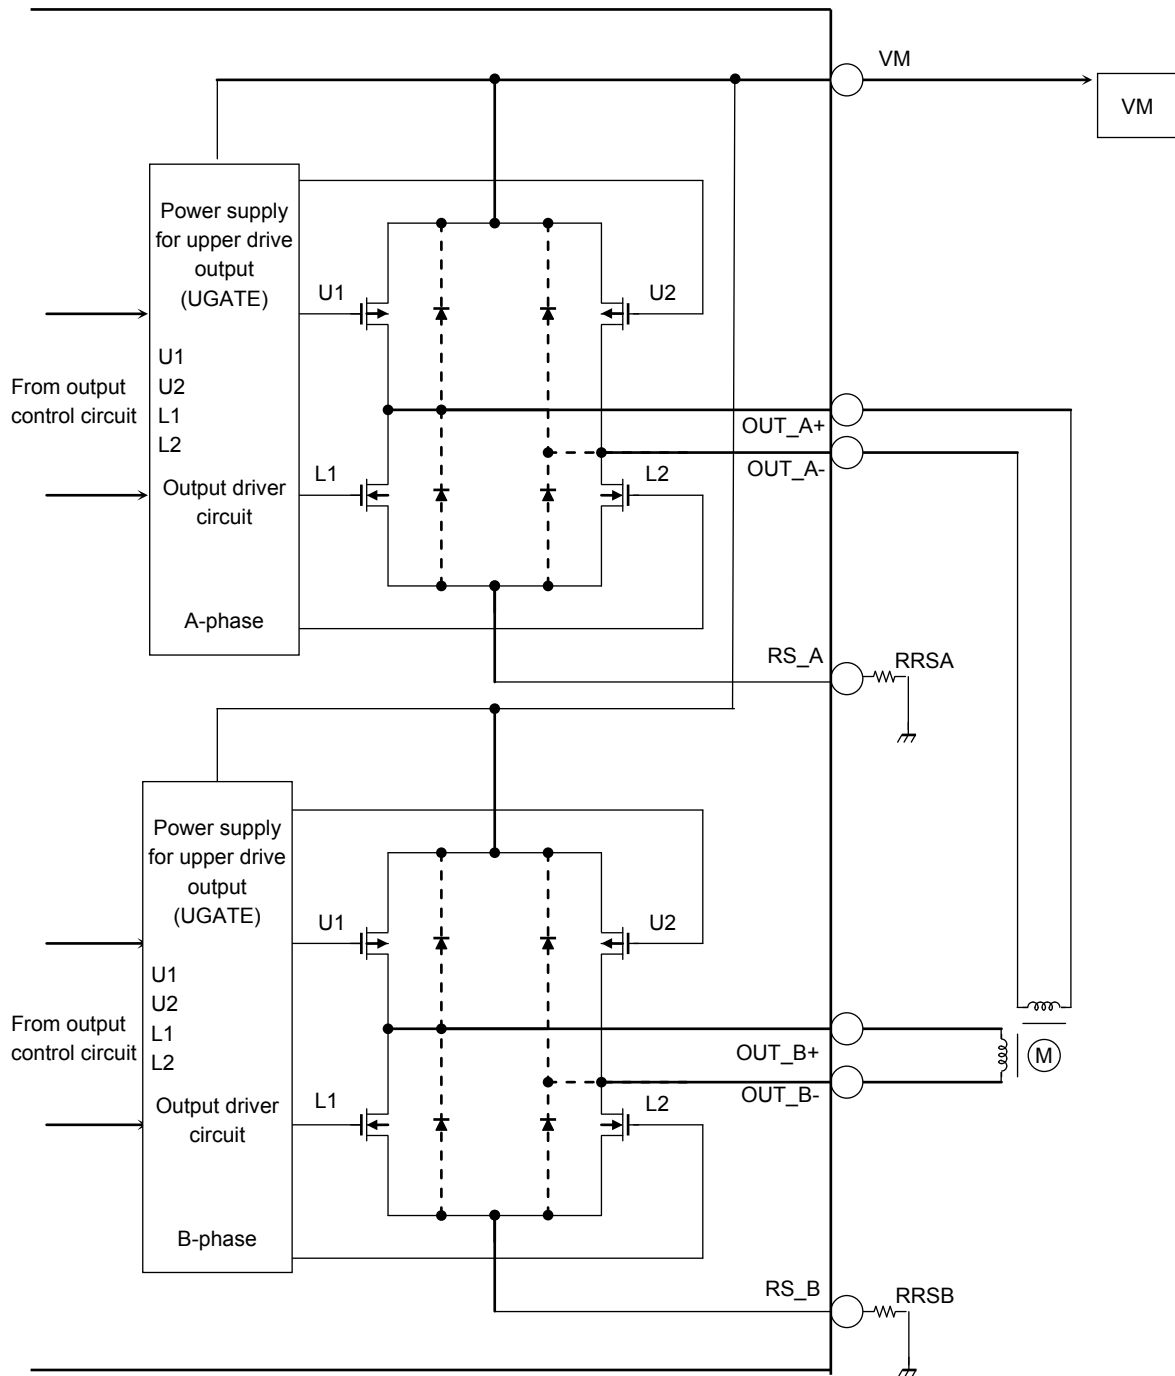 VM
VM
Power supply
for upper drive
output
(UGATE)
U1
U2
U1
U2
L1
L2
From output
control circuit
OUT_A+
OUT_A-
L1
L2
Output driver
circuit
A-phase
RS_A
RRSA
Power supply
for upper drive
output
(UGATE)
U1
U2
U1
U2
L1
L2
From output
control circuit
OUT_B+
M
OUT_B-
L1
L2
Output driver
circuit
B-phase
RS_B
RRSB